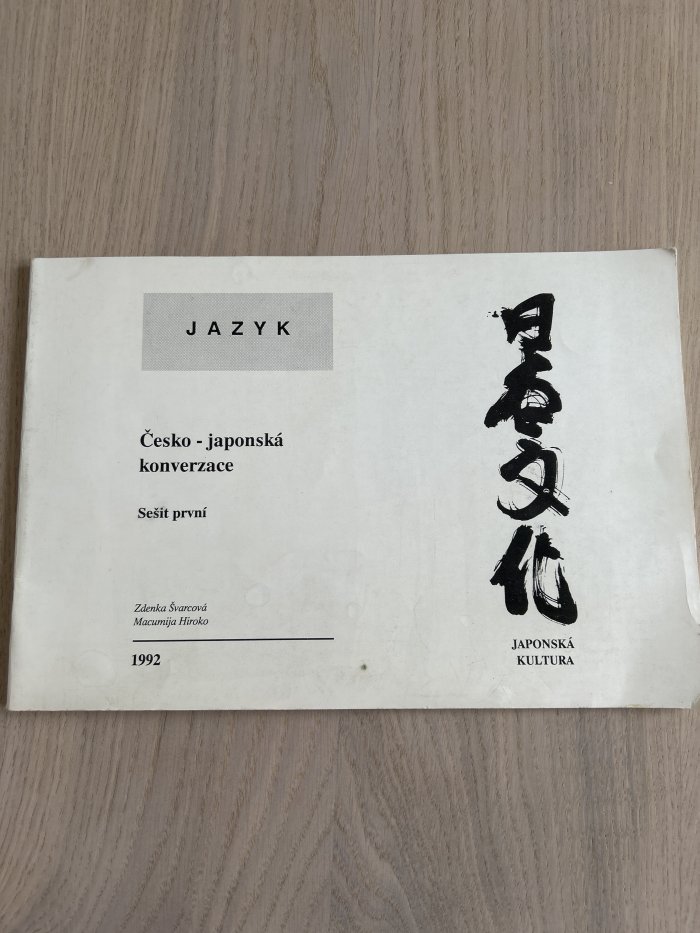 JAZYK
Česko - japonská
konverzace
Sešit první
Zdenka Švarcová
Macumija Hiroko
1992
日本文化
JAPONSKÁ
KULTURA